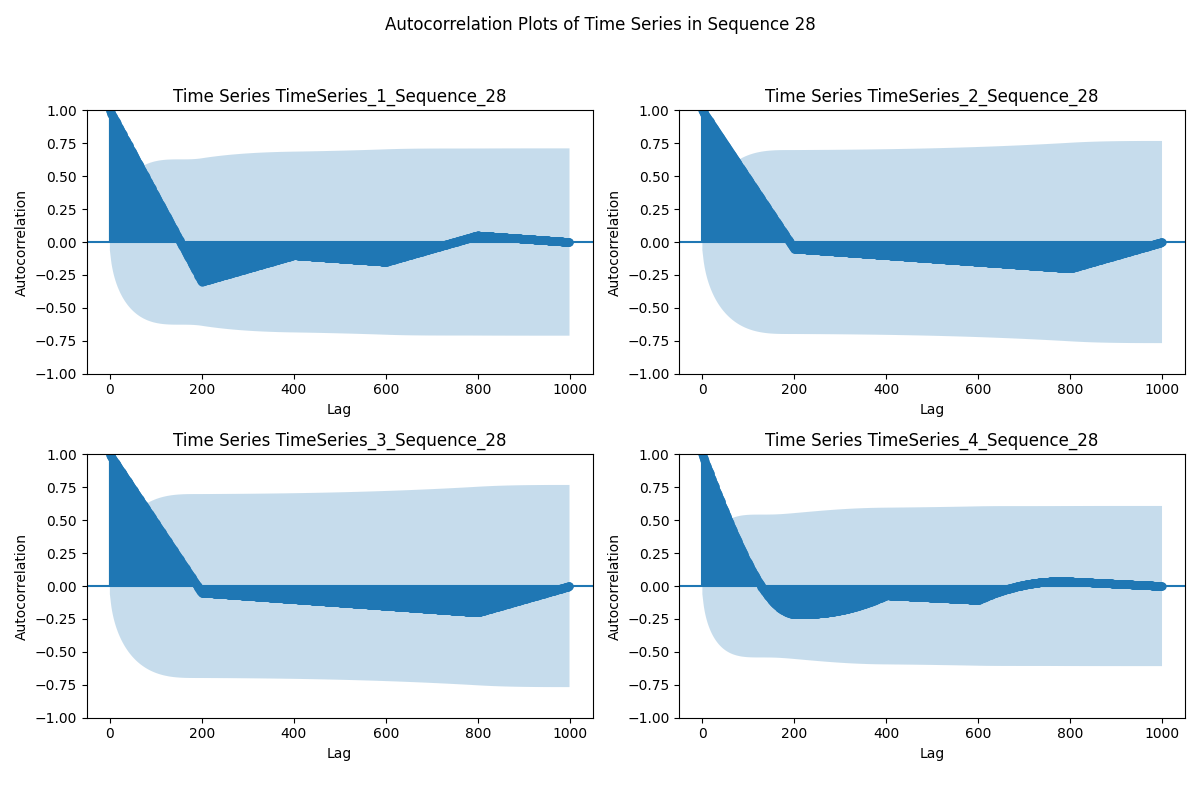 Autocorrelation Plots of Time Series in Sequence 28
Time Series TimeSeries_1_Sequence_28
1.00
0.75
0.50
0.25
0.00
−0.25
−0.50
−0.75
−1.00
Autocorrelation
0 200 400 600 800 1000
Lag
Time Series TimeSeries_2_Sequence_28
1.00
0.75
0.50
0.25
0.00
−0.25
−0.50
−0.75
−1.00
Autocorrelation
0 200 400 600 800 1000
Lag
Time Series TimeSeries_3_Sequence_28
1.00
0.75
0.50
0.25
0.00
−0.25
−0.50
−0.75
−1.00
Autocorrelation
0 200 400 600 800 1000
Lag
Time Series TimeSeries_4_Sequence_28
1.00
0.75
0.50
0.25
0.00
−0.25
−0.50
−0.75
−1.00
Autocorrelation
0 200 400 600 800 1000
Lag